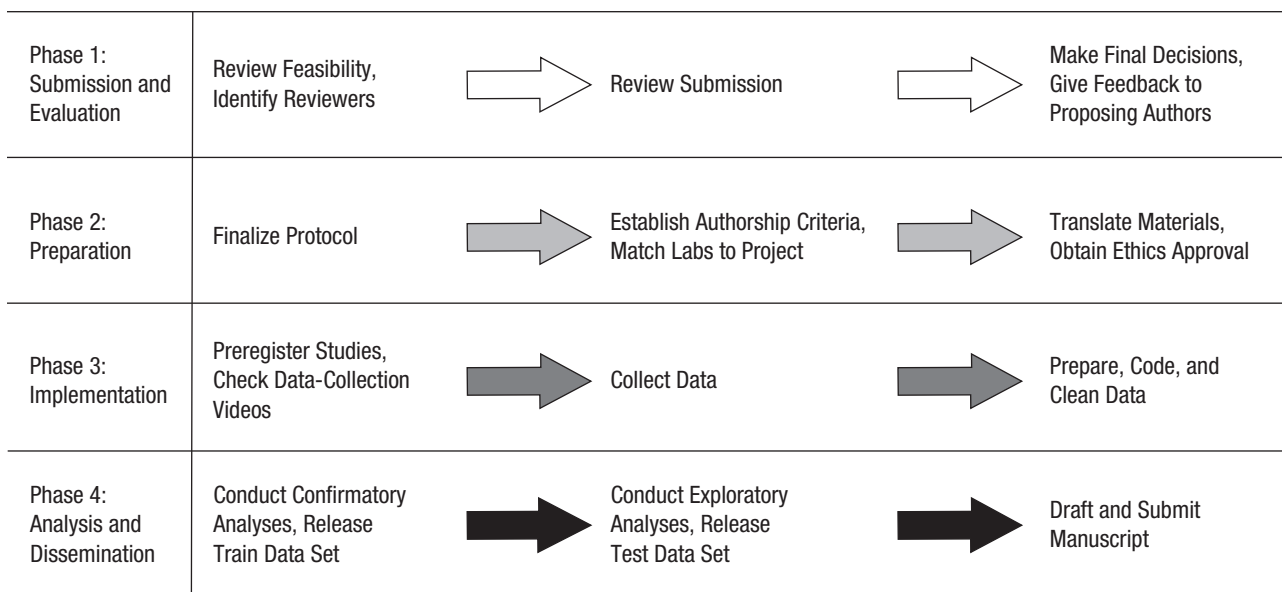 Phase 1:
Submission and
Evaluation
Review Feasibility,
Identify Reviewers
Review Submission
Make Final Decisions,
Give Feedback to
Proposing Authors
Phase 2:
Preparation
Finalize Protocol
Establish Authorship Criteria,
Match Labs to Project
Translate Materials,
Obtain Ethics Approval
Phase 3:
Implementation
Preregister Studies,
Check Data-Collection
Videos
Collect Data
Prepare, Code, and
Clean Data
Phase 4:
Analysis and
Dissemination
Conduct Confirmatory
Analyses, Release
Train Data Set
Conduct Exploratory
Analyses, Release
Test Data Set
Draft and Submit
Manuscript